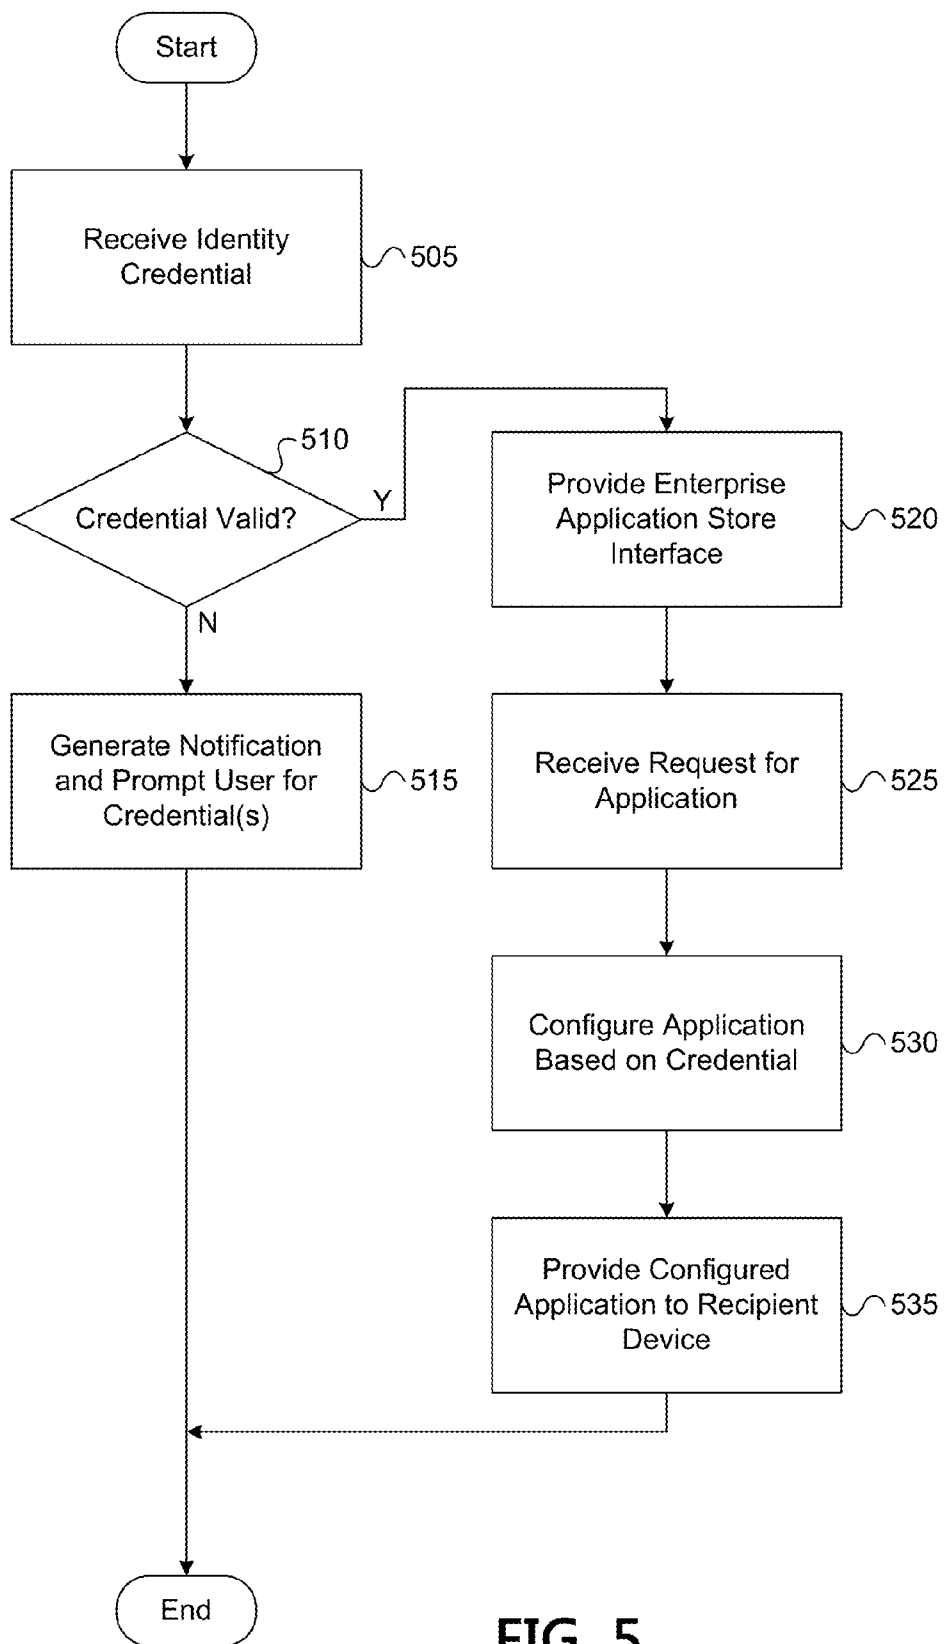 Start
Receive Identity
Credential
505
510
Credential Valid?
Y
N
Generate Notification
and Prompt User for
Credential(s)
515
Provide Enterprise
Application Store
Interface
520
Receive Request for
Application
525
Configure Application
Based on Credential
530
Provide Configured
Application to Recipient
Device
535
End
FIG. 5